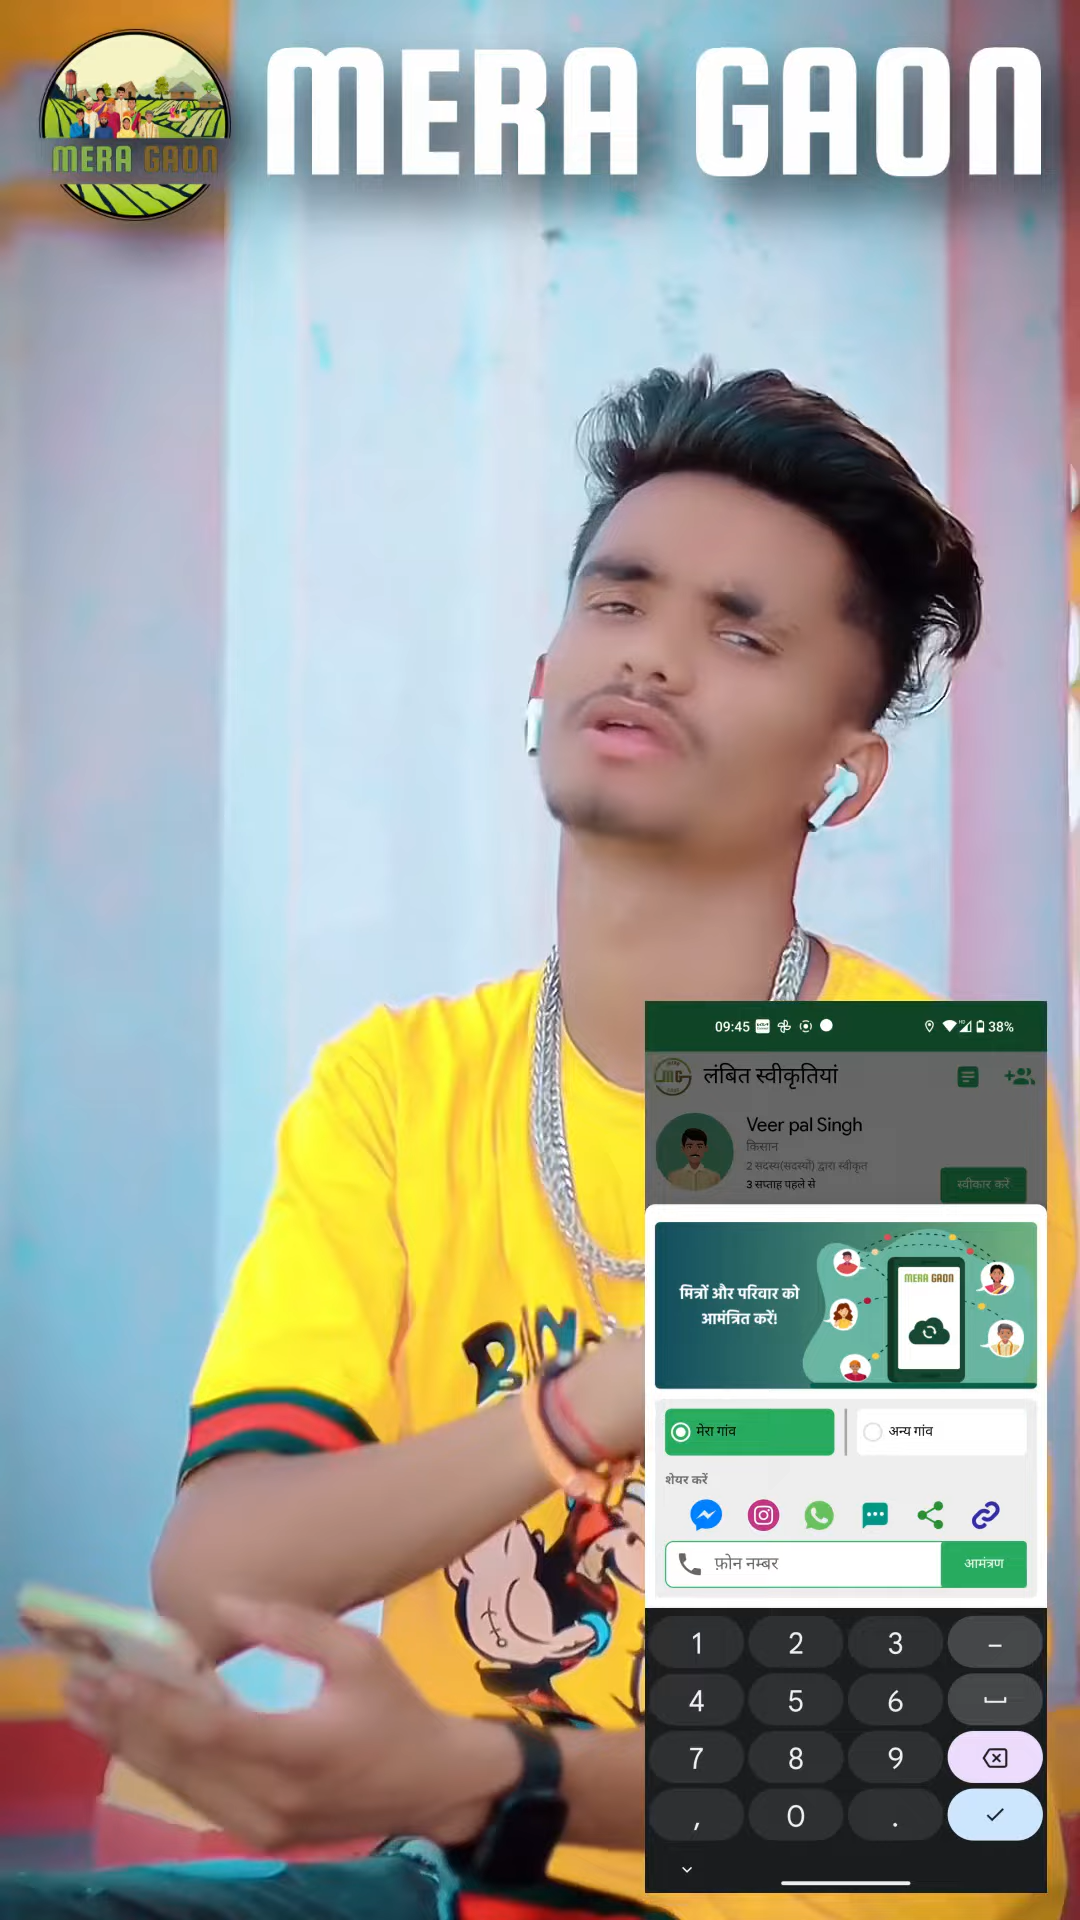 MERA GAON
MERA GAON
09:45
38%
लंबित स्वीकृतियां
Veer pal Singh
किसान
2 सदस्य(सदस्यों) द्वारा स्वीकृत
3 सप्ताह पहले से
स्वीकार करें
मित्रों और परिवार को
आमंत्रित करें!
MERA GAON
मेरा गांव
अन्य गांव
शेयर करें
फ़ोन नम्बर
आमंत्रण
1 2 3 –
4 5 6
7 8 9
, 0 .